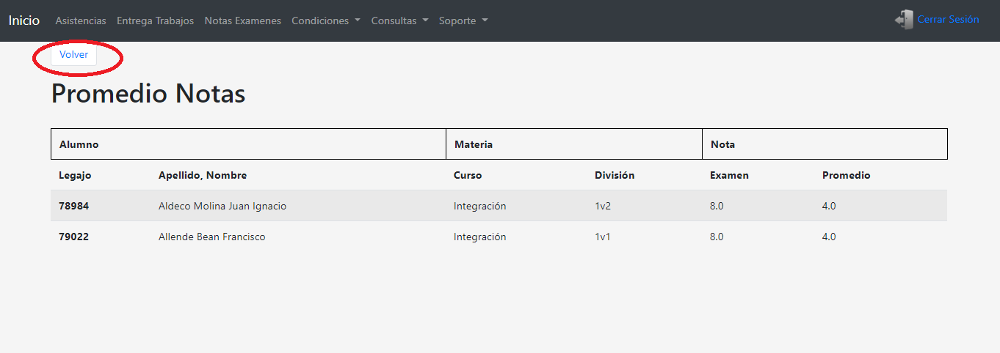 Inicio Asistencias Entrega Trabajos Notas Examenes Condiciones Consultas Soporte Cerrar Sesión
Volver
Promedio Notas
Alumno Materia Nota
Legajo Apellido, Nombre Curso División Examen Promedio
78984 Aldeco Molina Juan Ignacio Integración 1v2 8.0 4.0
79022 Allende Bean Francisco Integración 1v1 8.0 4.0